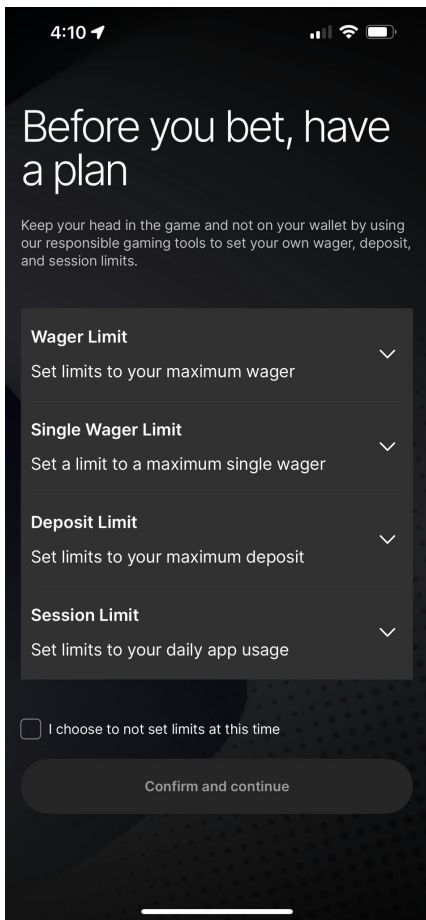 4:10
Before you bet, have
a plan
Keep your head in the game and not on your wallet by using
our responsible gaming tools to set your own wager, deposit,
and session limits.
Wager Limit
Set limits to your maximum wager
Single Wager Limit
Set a limit to a maximum single wager
Deposit Limit
Set limits to your maximum deposit
Session Limit
Set limits to your daily app usage
I choose to not set limits at this time
Confirm and continue